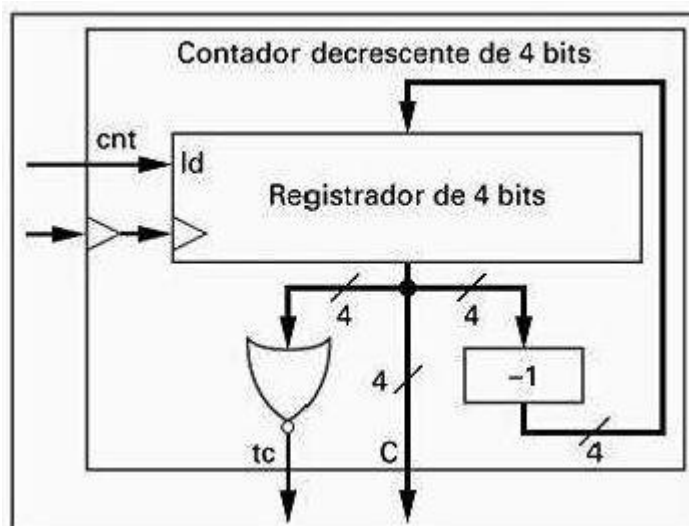 Contador decrescente de 4 bits
cnt
ld
Registrador de 4 bits
4
4
4
–1
tc
C
4